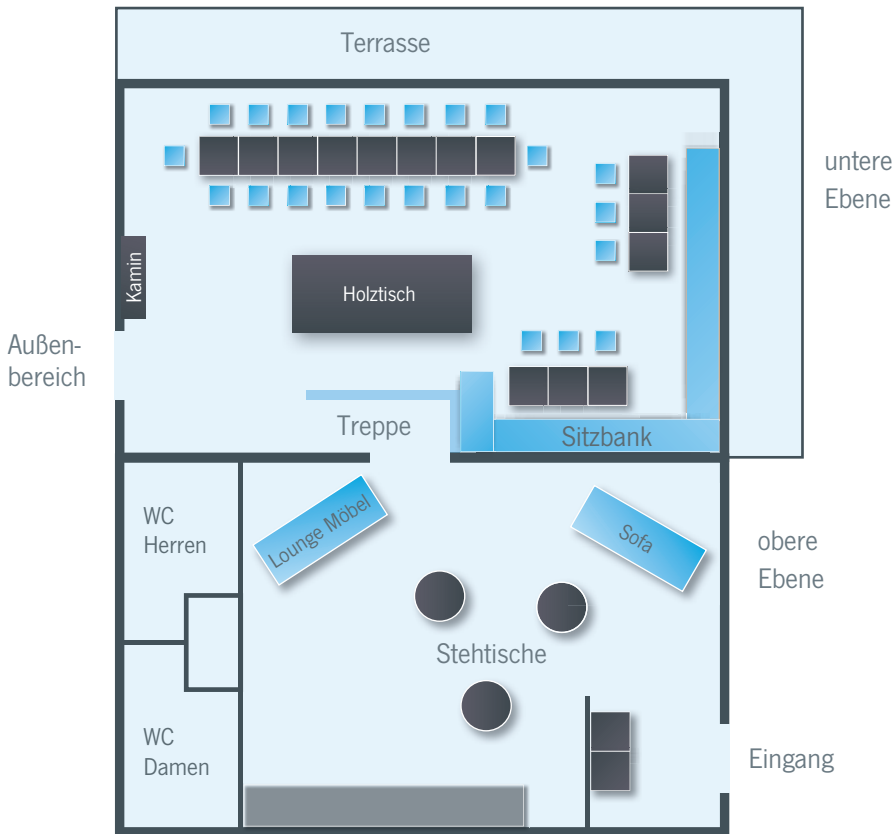 Terrasse
untere
Ebene
Kamin
Holztisch
Außen-
bereich
Treppe
Sitzbank
WC
Herren
Lounge Möbel
Sofa
obere
Ebene
Stehtische
WC
Damen
Eingang